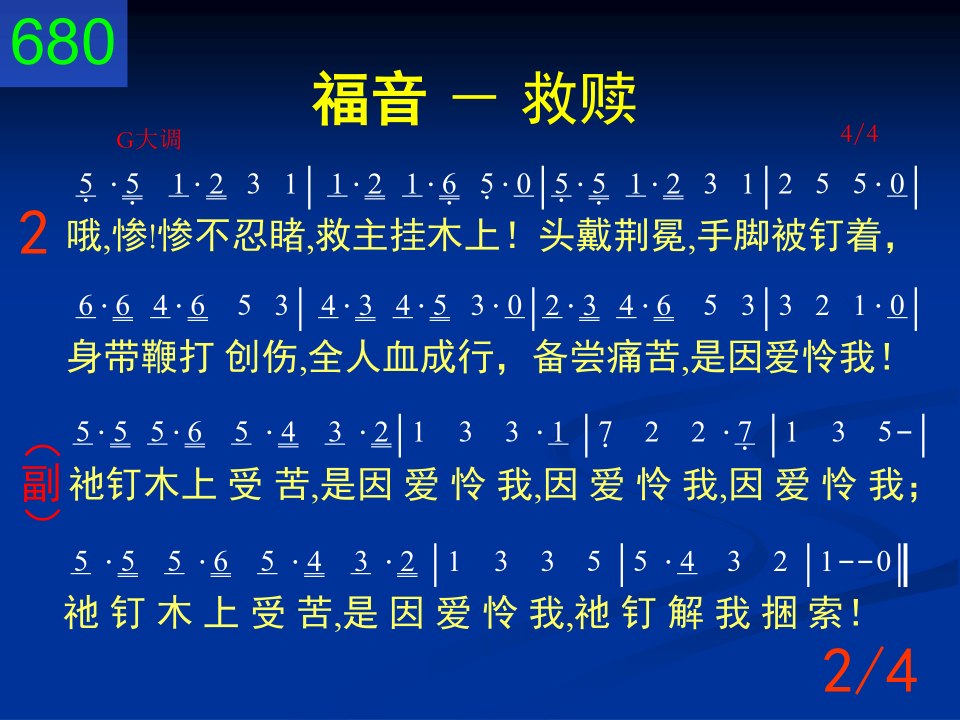 680
福音 － 救赎
G大调 4/4
5·5 1·2 3 1| 1·2 1·6 5·0|5·5 1·2 3 1|2 5 5·0|
2 哦,惨!惨不忍睹,救主挂木上！头戴荆冕,手脚被钉着，
6·6 4·6 5 3| 4·3 4·5 3·0|2·3 4·6 5 3|3 2 1·0|
身带鞭打 创伤,全人血成行，备尝痛苦,是因爱怜我！
5·5 5·6 5·4 3·2|1 3 3·1 |7 2 2·7 |1 3 5-|
（副） 祂钉木上 受 苦,是因 爱 怜 我,因 爱 怜 我,因 爱 怜 我；
5·5 5·6 5·4 3·2|1 3 3 5|5·4 3 2|1--0‖
祂 钉 木 上 受 苦,是 因 爱 怜 我,祂 钉 解 我 捆 索！
2/4